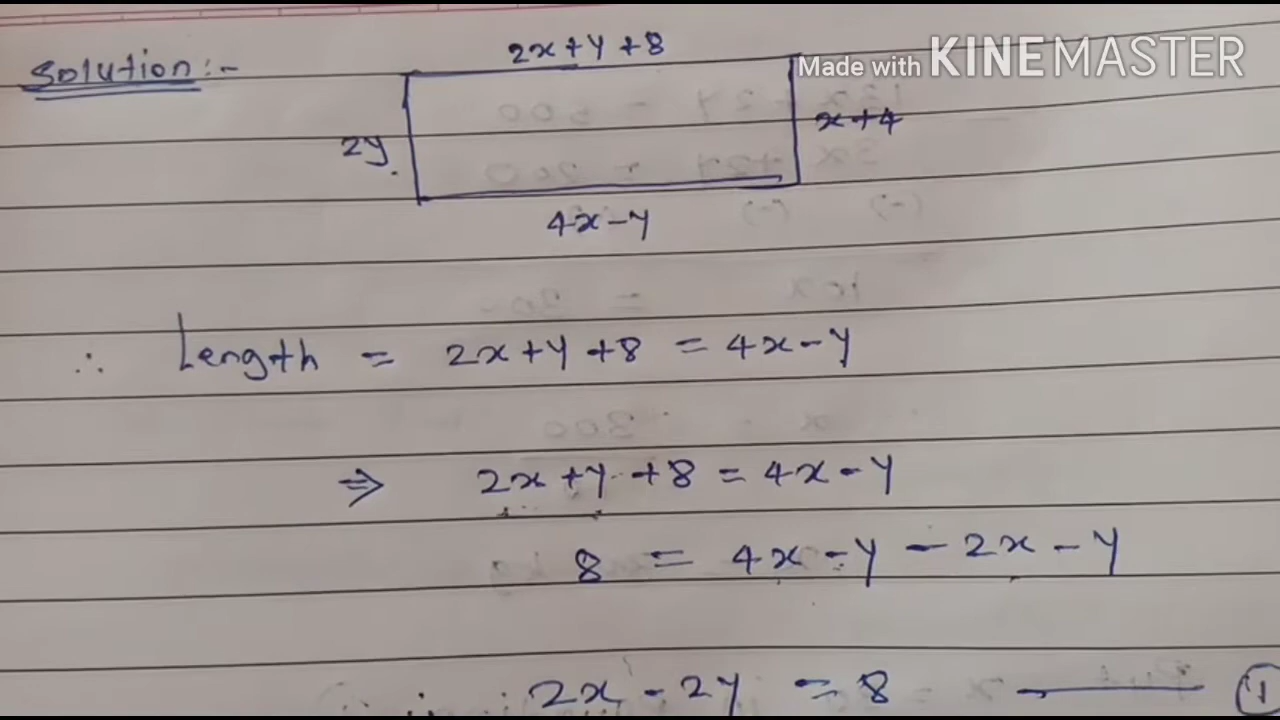 Solution:-
2x+y+8
Made with KINEMASTER
2y
x+4
4x-y
∴ Length = 2x+y+8 = 4x-y
⇒ 2x+y+8 = 4x-y
8 = 4x-y-2x-y
2x-2y = 8 — ①